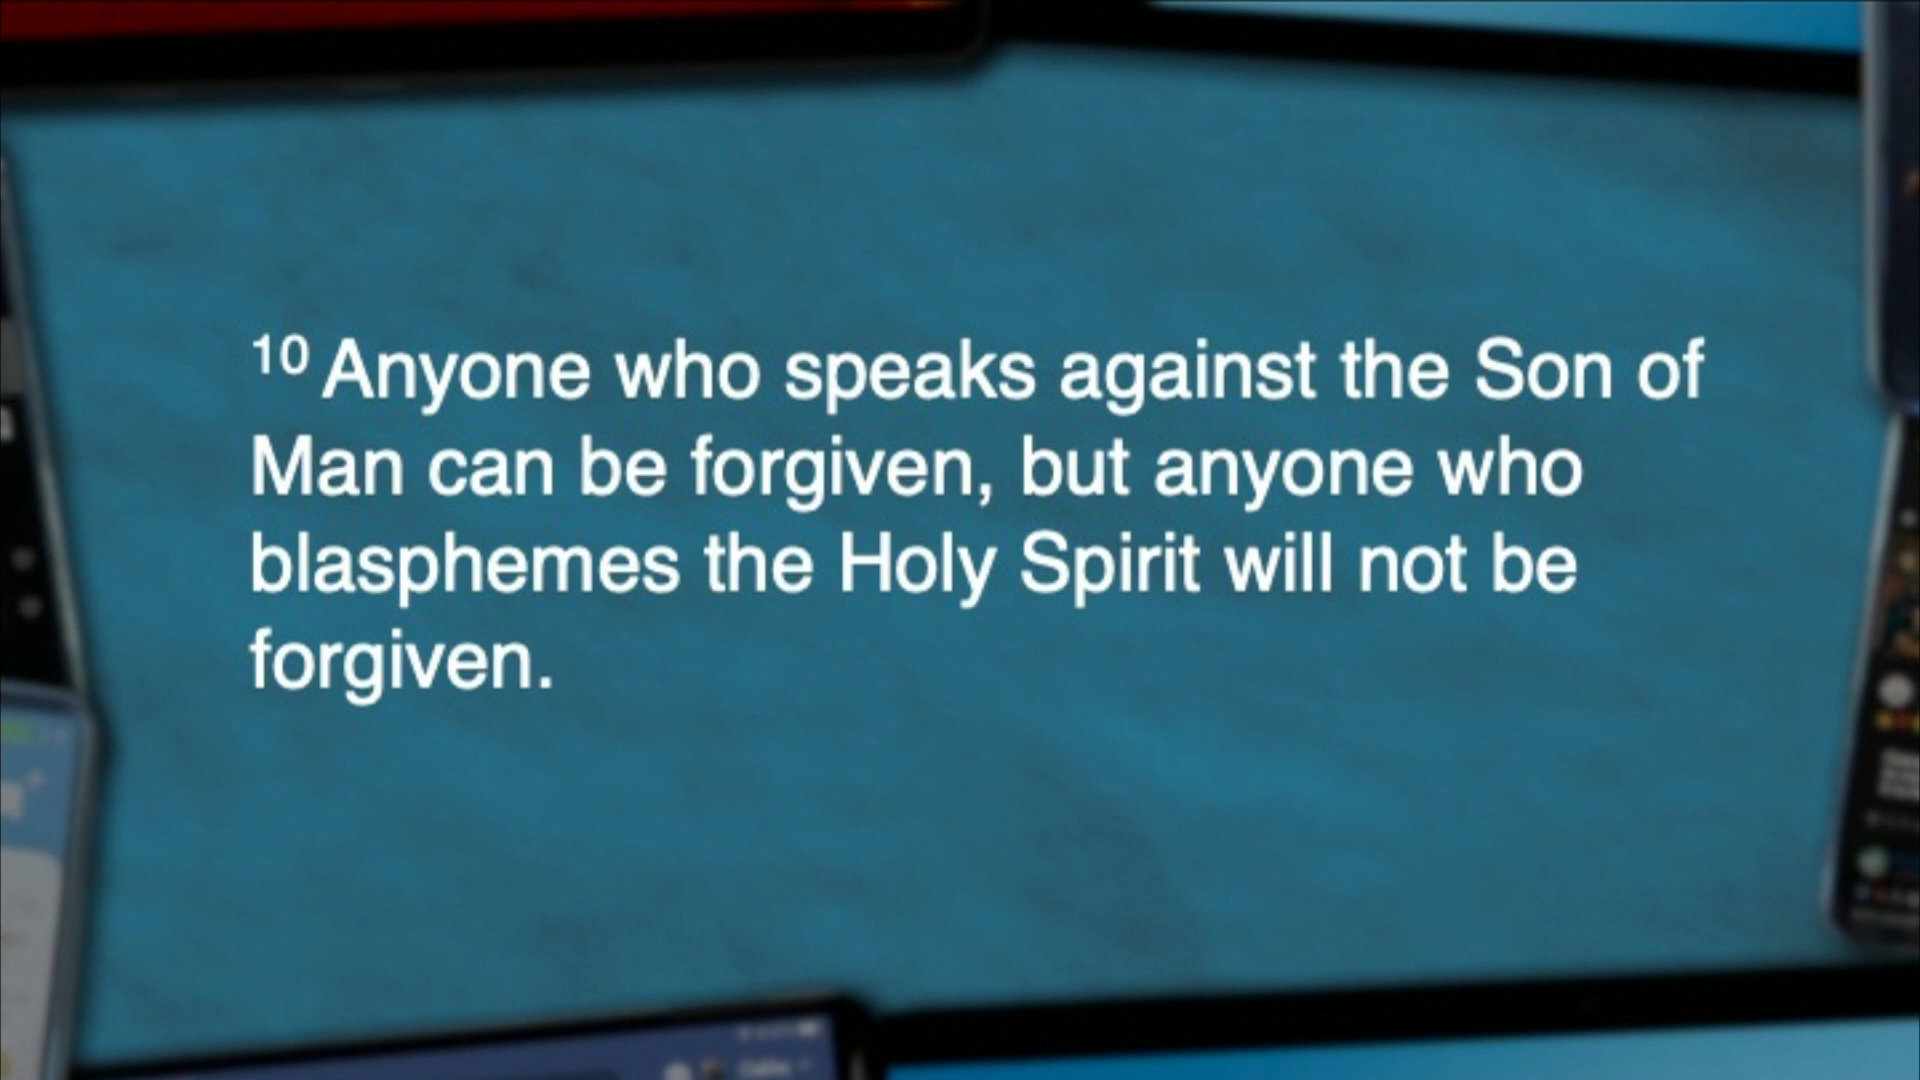 10 Anyone who speaks against the Son of
Man can be forgiven, but anyone who
blasphemes the Holy Spirit will not be
forgiven.